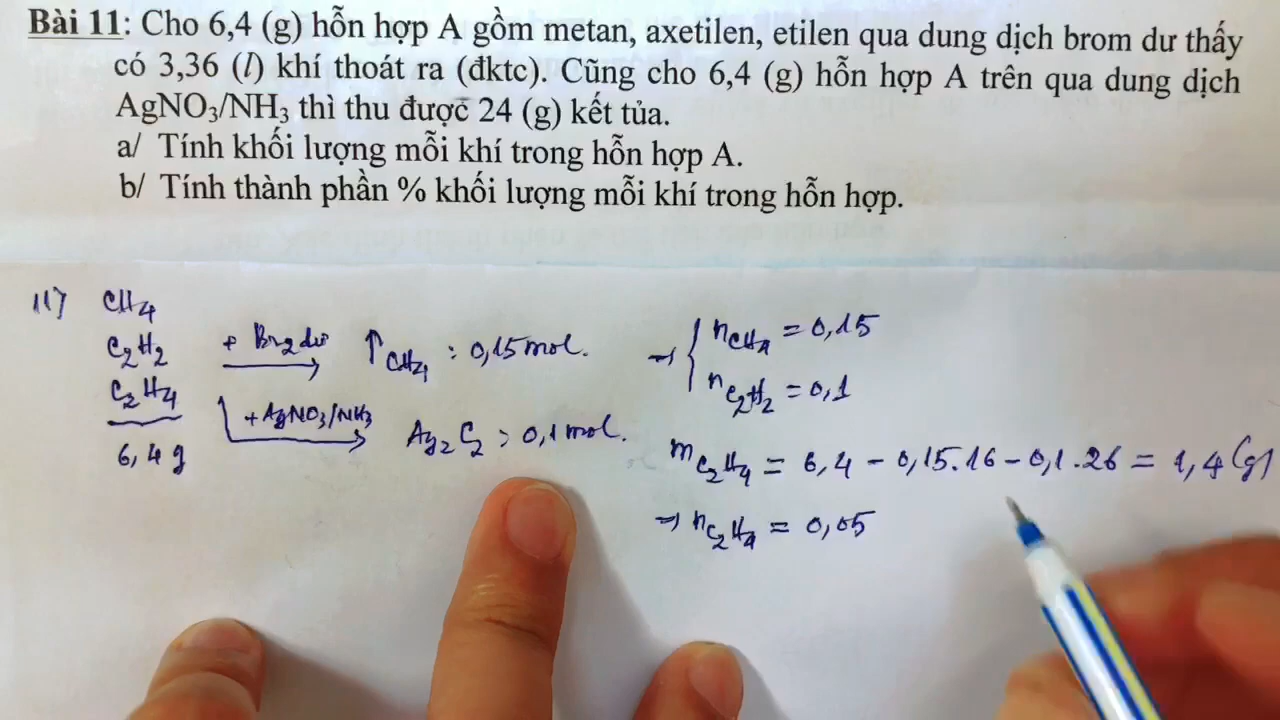 Bài 11: Cho 6,4 (g) hỗn hợp A gồm metan, axetilen, etilen qua dung dịch brom dư thấy
có 3,36 (l) khí thoát ra (đktc). Cũng cho 6,4 (g) hỗn hợp A trên qua dung dịch
AgNO₃/NH₃ thì thu được 24 (g) kết tủa.
a/ Tính khối lượng mỗi khí trong hỗn hợp A.
b/ Tính thành phần % khối lượng mỗi khí trong hỗn hợp.
11) CH₄
C₂H₂
C₂H₄
6,4g
+ Br₂ dư
↑CH₄ : 0,15 mol.
+ AgNO₃/NH₃
Ag₂C₂ : 0,1 mol.
⇒ { nCH₄ = 0,15
nC₂H₂ = 0,1
mC₂H₄ = 6,4 - 0,15.16 - 0,1.26 = 1,4 (g)
⇒ nC₂H₄ = 0,05